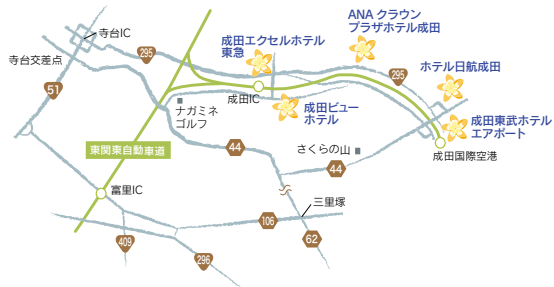 寺台IC
寺台交差点
51
295
成田エクセルホテル
東急
ANA クラウン
プラザホテル成田
295
ホテル日航成田
成田東武ホテル
エアポート
成田国際空港
成田IC
成田ビュー
ホテル
ナガミネ
ゴルフ
東関東自動車道
44
さくらの山
44
富里IC
三里塚
106
62
409
296